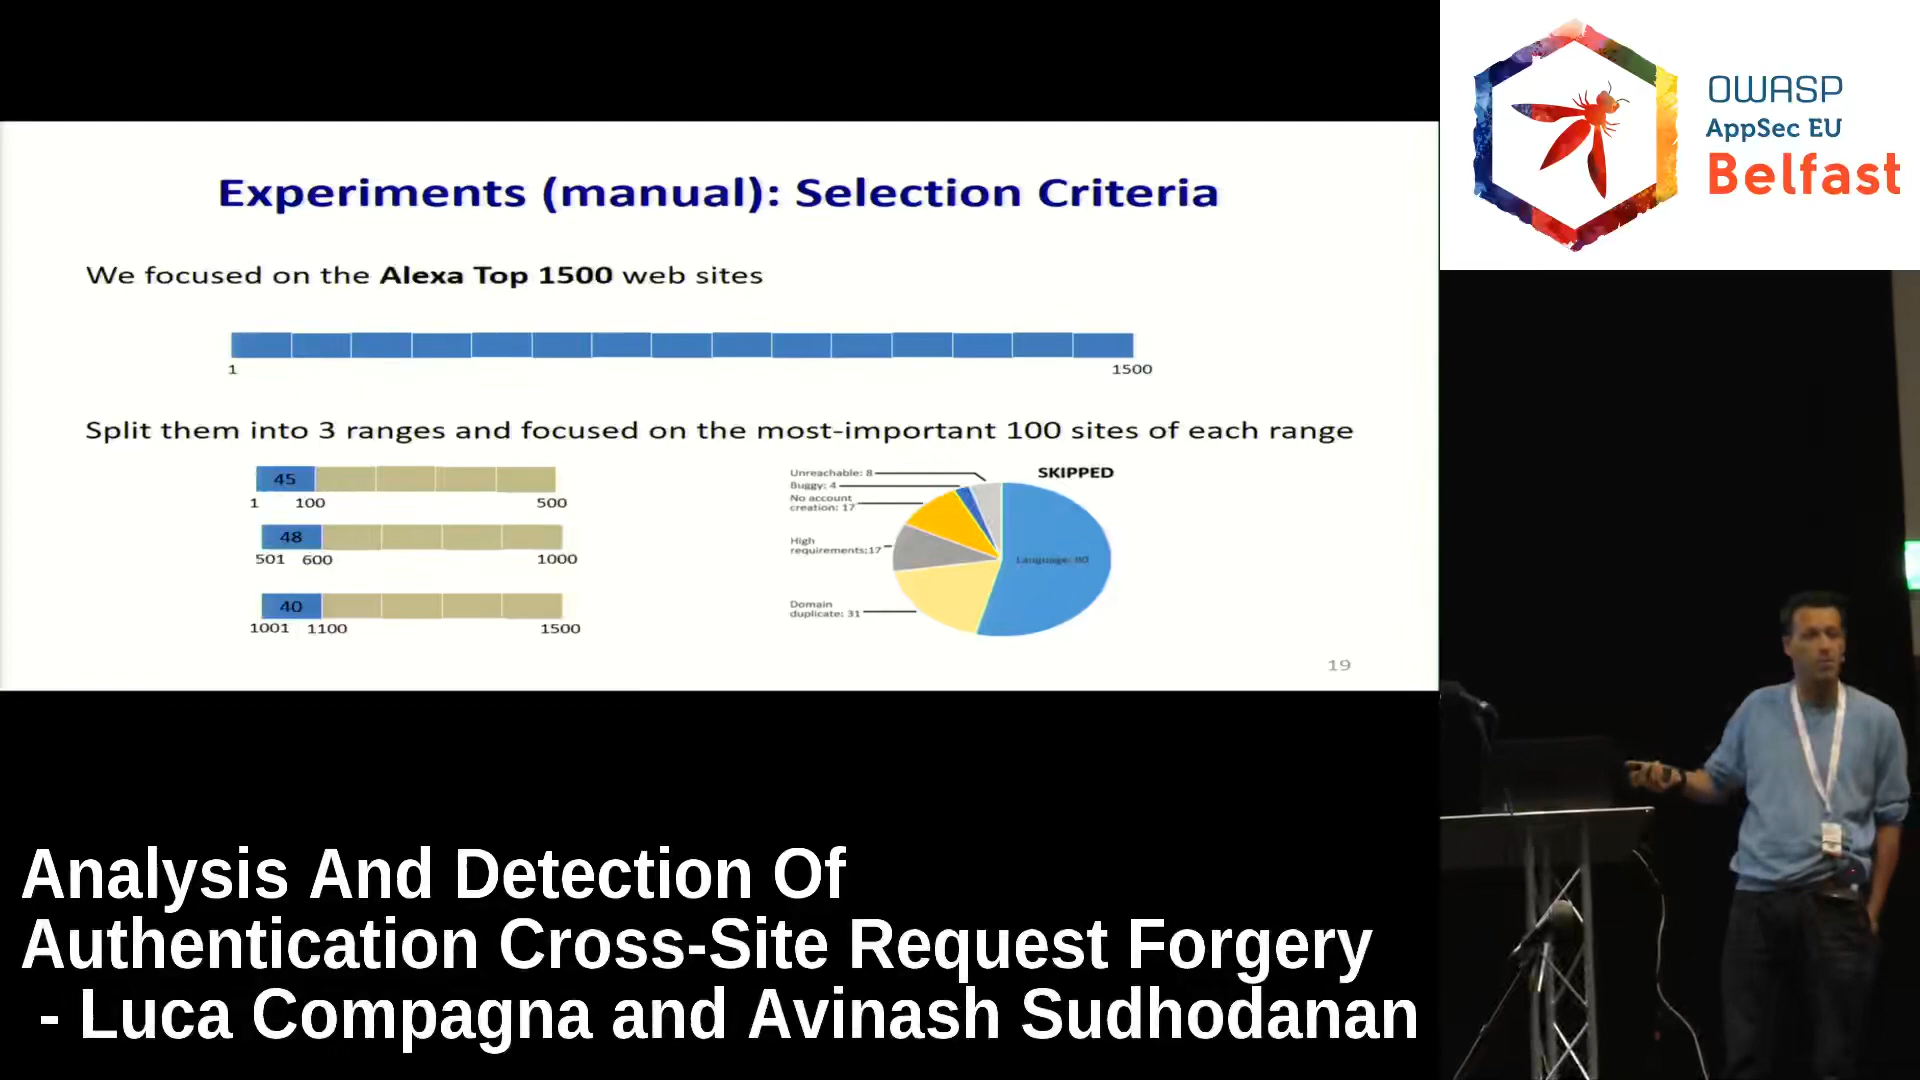 OWASP
AppSec EU
Belfast
Experiments (manual): Selection Criteria
We focused on the Alexa Top 1500 web sites
1 1500
Split them into 3 ranges and focused on the most-important 100 sites of each range
45
1 100 500
48
501 600 1000
40
1001 1100 1500
SKIPPED
Unreachable: 8
Buggy: 4
No account
creation: 17
High
requirements:17
Language: 80
Domain
duplicate: 31
19
Analysis And Detection Of
Authentication Cross-Site Request Forgery
- Luca Compagna and Avinash Sudhodanan